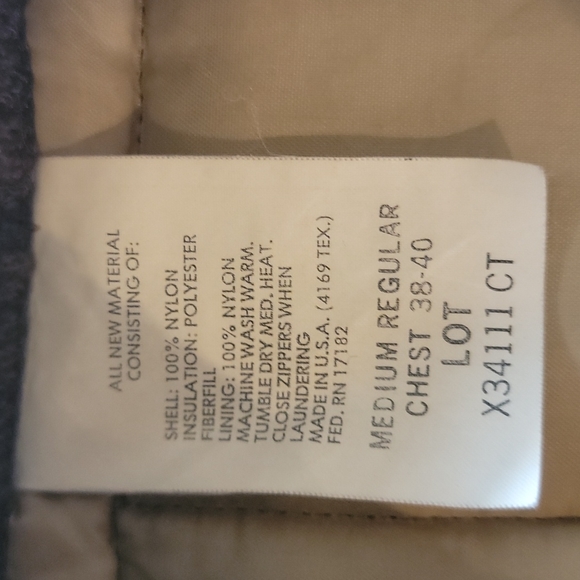 ALL NEW MATERIAL
CONSISTING OF:
SHELL: 100% NYLON
INSULATION: POLYESTER
FIBERFILL
LINING: 100% NYLON
MACHINE WASH WARM.
TUMBLE DRY MED. HEAT.
CLOSE ZIPPERS WHEN
LAUNDERING
MADE IN U.S.A. (4169 TEX.)
FED. RN 17182
MEDIUM REGULAR
CHEST 38-40
LOT
X34111 CT